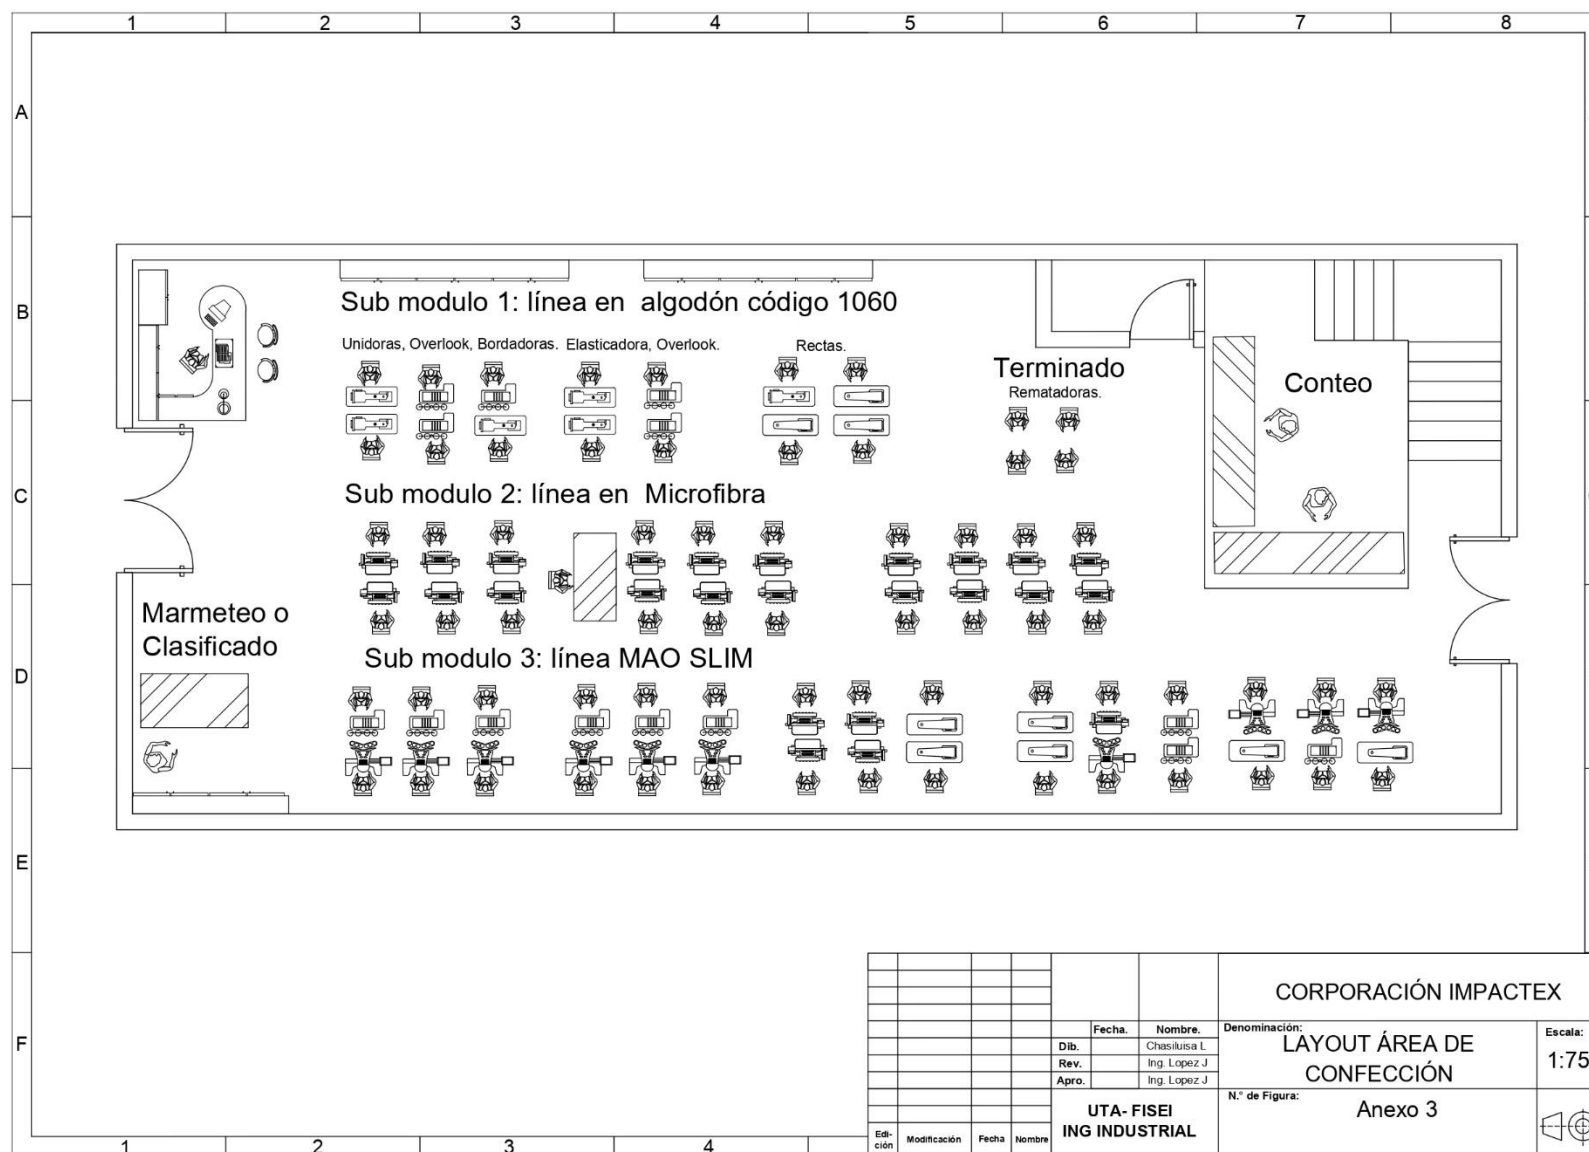 1 2 3 4 5 6 7 8
A
B
C
D
E
F
Sub modulo 1: línea en algodón código 1060
Unidoras, Overlook, Bordadoras. Elasticadora, Overlook.
Rectas.
Terminado
Rematadoras.
Conteo
Sub modulo 2: línea en Microfibra
Marmeteo o
Clasificado
Sub modulo 3: línea MAO SLIM
CORPORACIÓN IMPACTEX
Fecha. Nombre.
Dib. Chasiluisa L
Rev. Ing. Lopez J
Apro. Ing. Lopez J
Denominación:
LAYOUT ÁREA DE
CONFECCIÓN
Escala:
1:75
N.° de Figura:
Anexo 3
UTA- FISEI
ING INDUSTRIAL
Edi-
ción Modificación Fecha Nombre
1 2 3 4